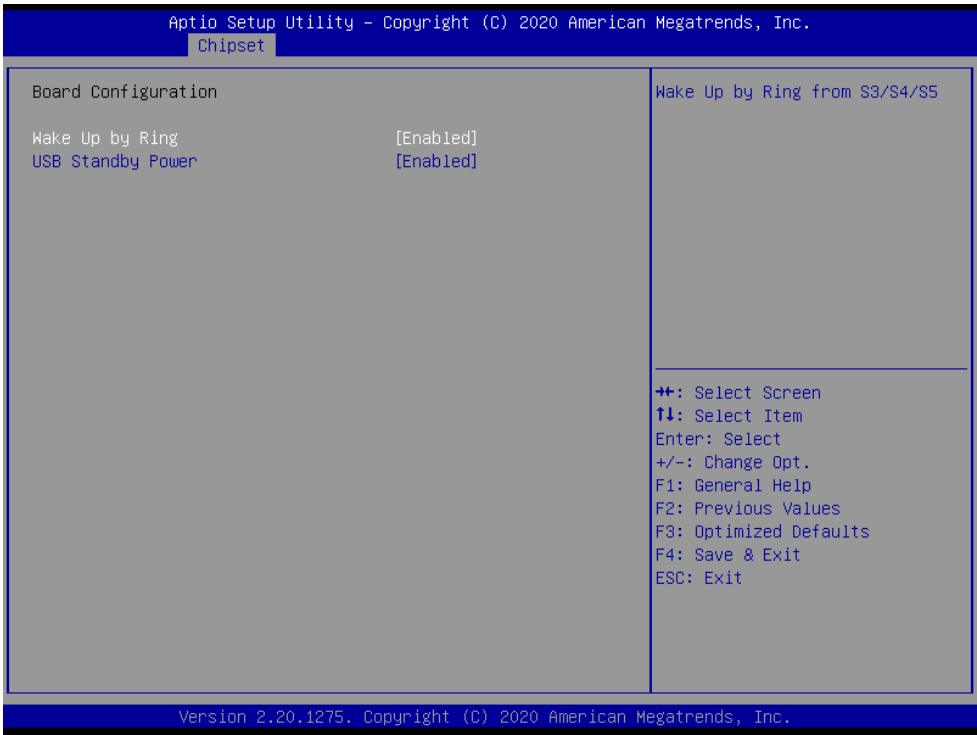 Aptio Setup Utility – Copyright (C) 2020 American Megatrends, Inc.
Chipset
Board Configuration
Wake Up by Ring [Enabled]
USB Standby Power [Enabled]
Wake Up by Ring from S3/S4/S5
→←: Select Screen
↑↓: Select Item
Enter: Select
+/-: Change Opt.
F1: General Help
F2: Previous Values
F3: Optimized Defaults
F4: Save & Exit
ESC: Exit
Version 2.20.1275. Copyright (C) 2020 American Megatrends, Inc.